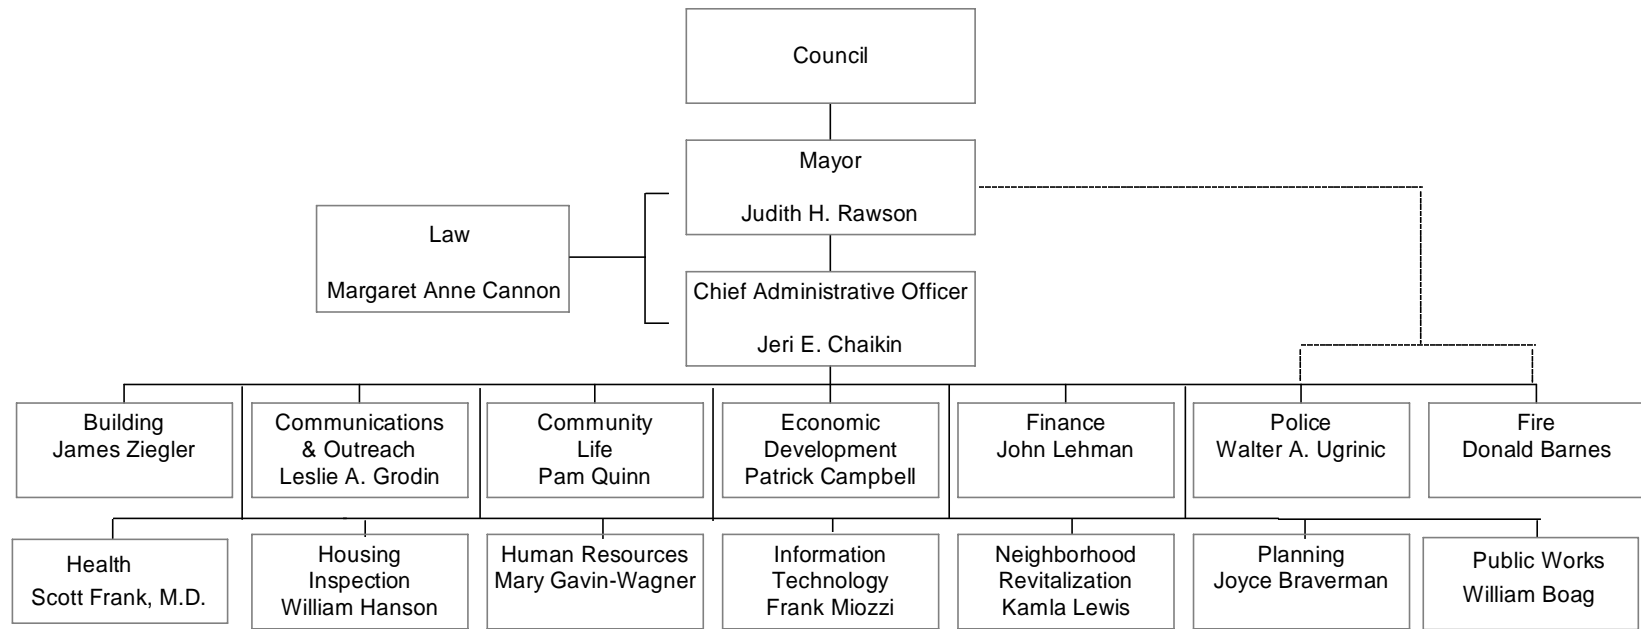 Council
Mayor
Judith H. Rawson
Law
Margaret Anne Cannon
Chief Administrative Officer
Jeri E. Chaikin
Building
James Ziegler
Communications
& Outreach
Leslie A. Grodin
Community
Life
Pam Quinn
Economic
Development
Patrick Campbell
Finance
John Lehman
Police
Walter A. Ugrinic
Fire
Donald Barnes
Health
Scott Frank, M.D.
Housing
Inspection
William Hanson
Human Resources
Mary Gavin-Wagner
Information
Technology
Frank Miozzi
Neighborhood
Revitalization
Kamla Lewis
Planning
Joyce Braverman
Public Works
William Boag